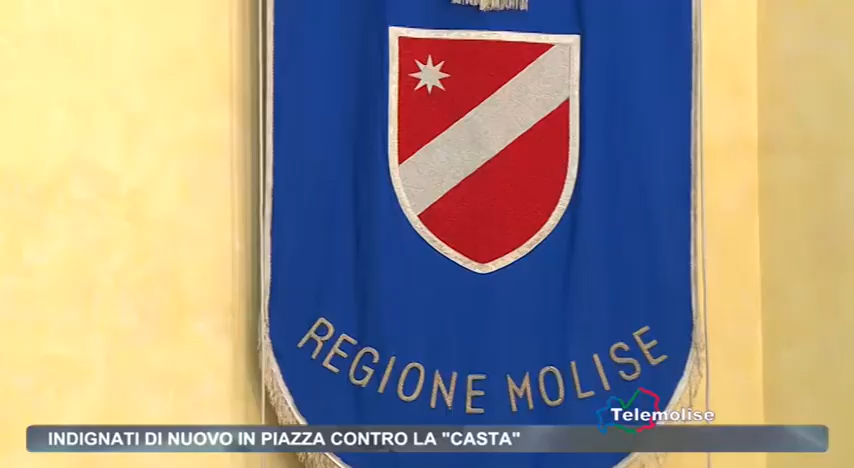 REGIONE MOLISE
Telemolise
INDIGNATI DI NUOVO IN PIAZZA CONTRO LA "CASTA"